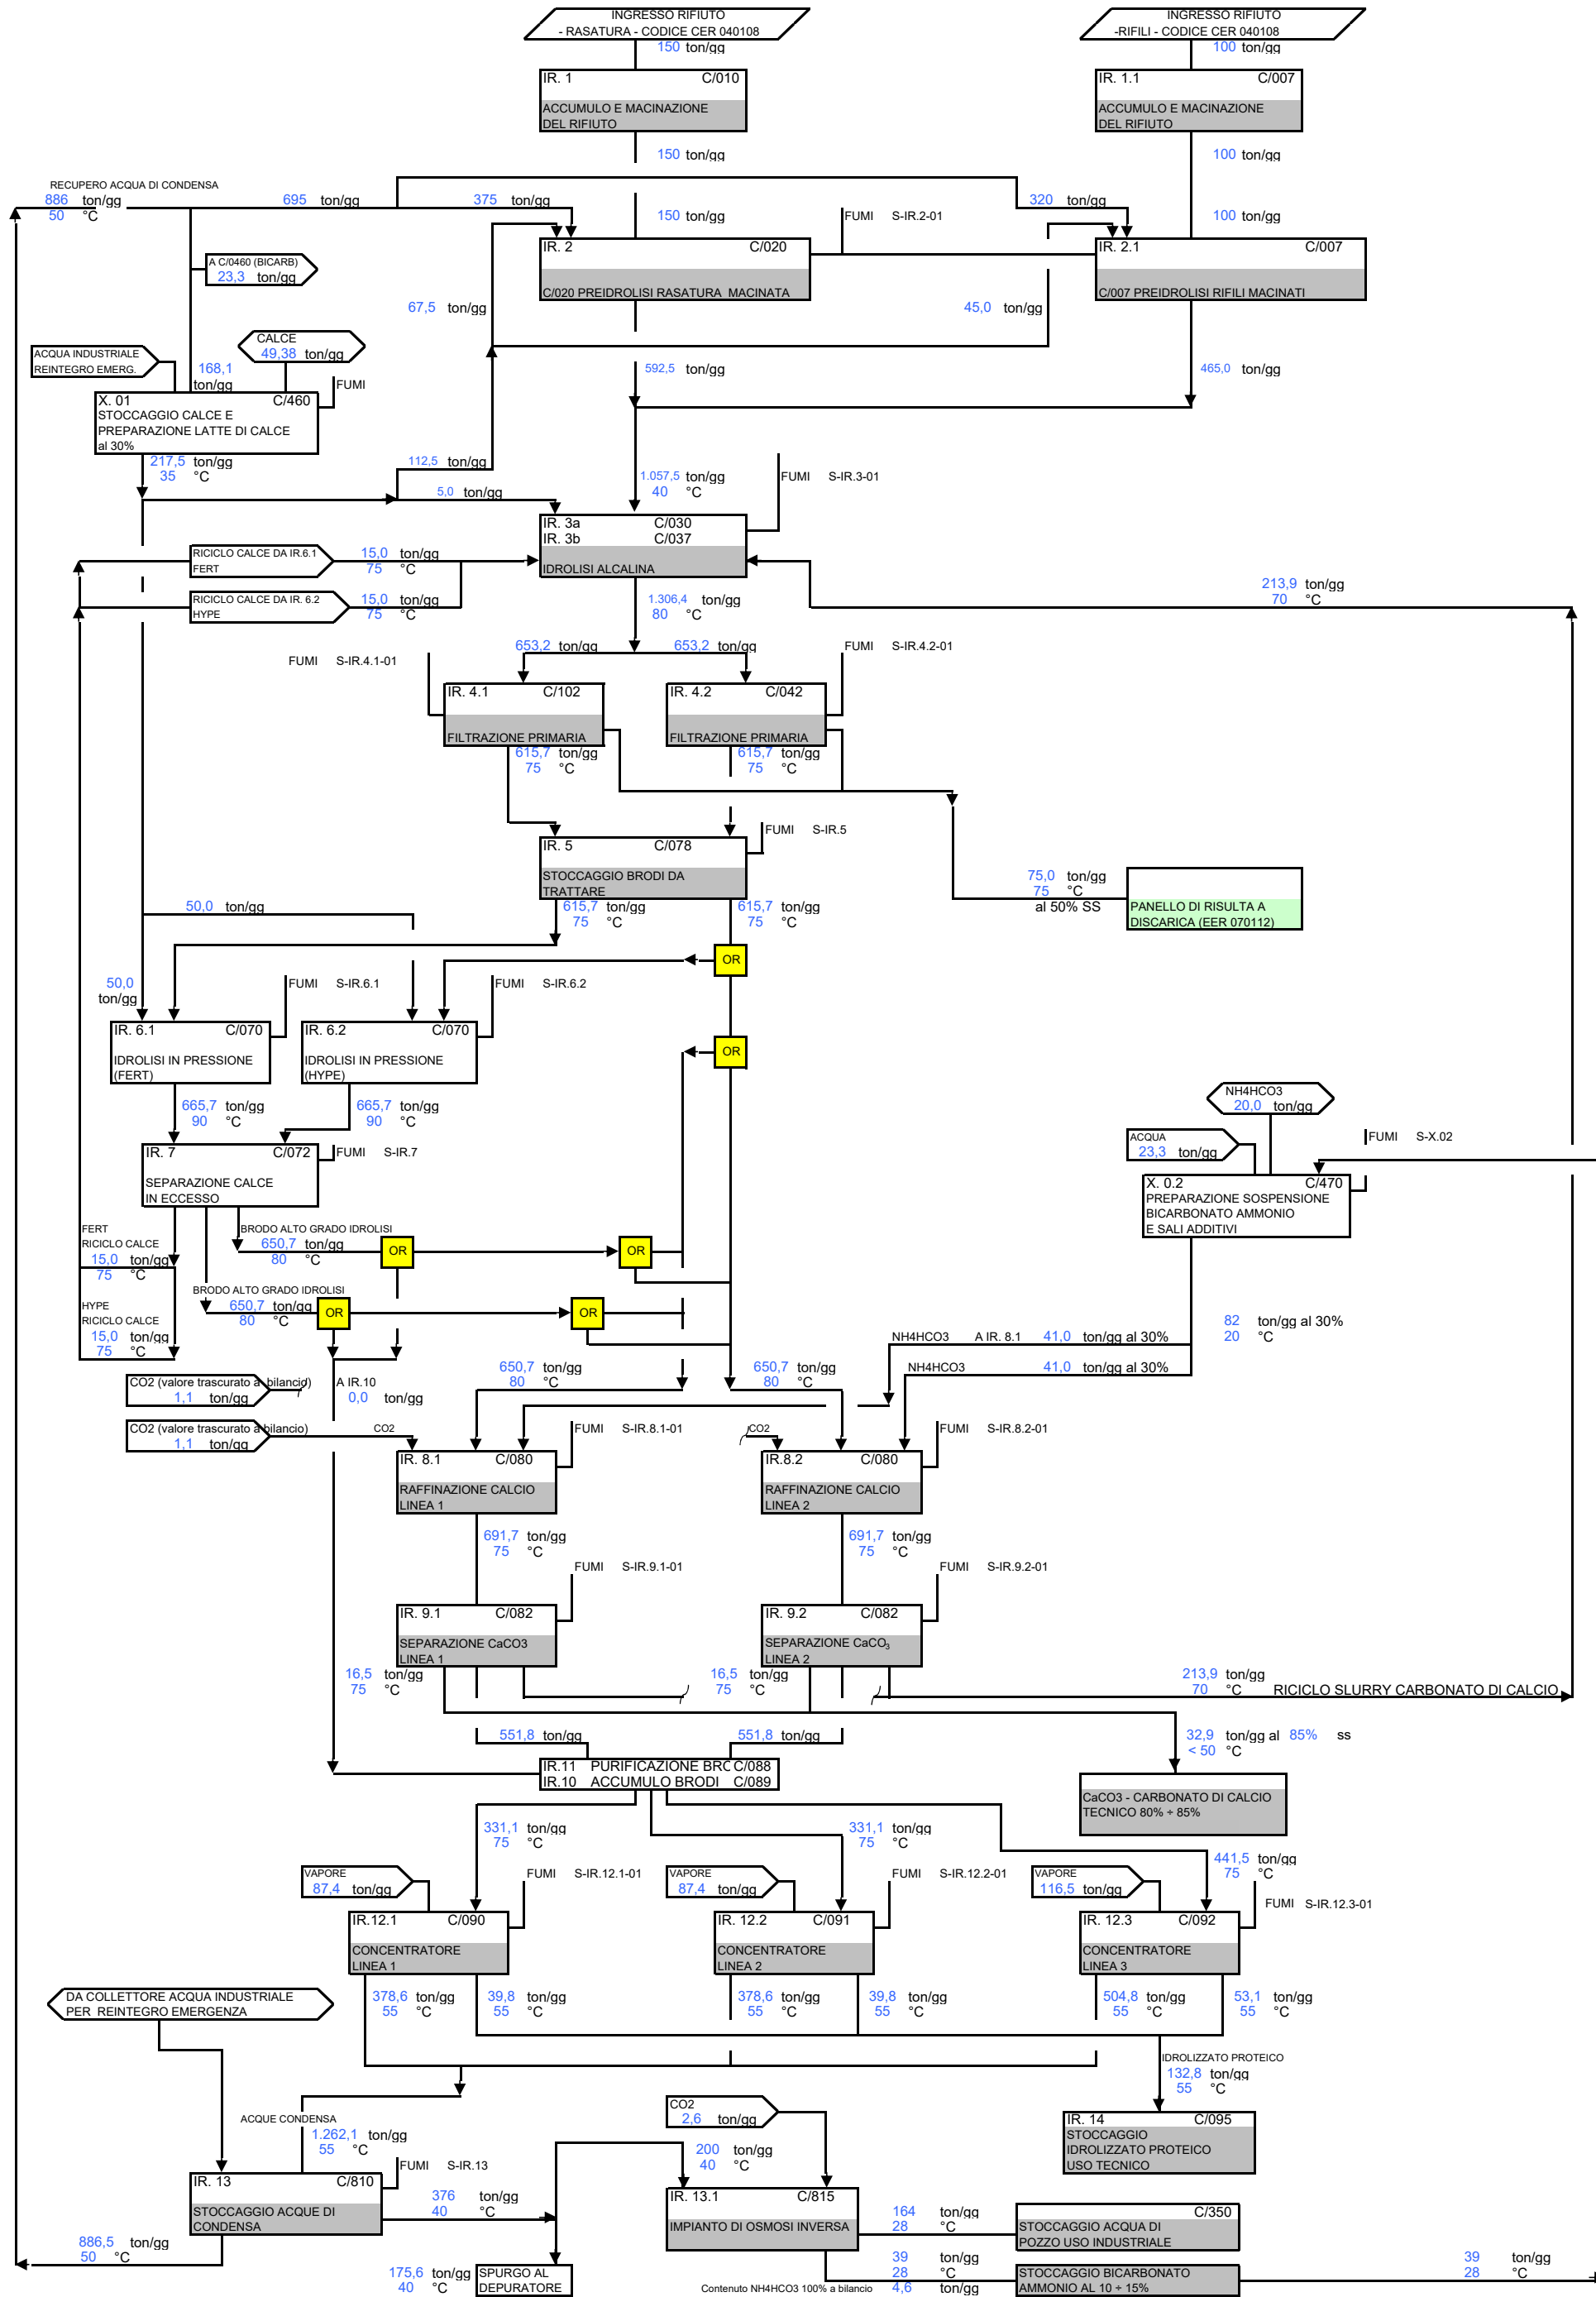 INGRESSO RIFIUTO
- RASATURA - CODICE CER 040108
150 ton/gg
INGRESSO RIFIUTO
-RIFILI - CODICE CER 040108
100 ton/gg
IR. 1 C/010
ACCUMULO E MACINAZIONE
DEL RIFIUTO
IR. 1.1 C/007
ACCUMULO E MACINAZIONE
DEL RIFIUTO
150 ton/gg
100 ton/gg
RECUPERO ACQUA DI CONDENSA
886 ton/gg
50 °C
695 ton/gg
375 ton/gg
320 ton/gg
150 ton/gg
FUMI S-IR.2-01
100 ton/gg
IR. 2 C/020
C/020 PREIDROLISI RASATURA MACINATA
IR. 2.1 C/007
C/007 PREIDROLISI RIFILI MACINATI
A C/0460 (BICARB)
23,3 ton/gg
67,5 ton/gg
45,0 ton/gg
CALCE
49,38 ton/gg
ACQUA INDUSTRIALE
REINTEGRO EMERG.
168,1
ton/gg
FUMI
592,5 ton/gg
465,0 ton/gg
X. 01 C/460
STOCCAGGIO CALCE E
PREPARAZIONE LATTE DI CALCE
al 30%
217,5 ton/gg
35 °C
112,5 ton/gg
5,0 ton/gg
1.057,5 ton/gg
40 °C
FUMI S-IR.3-01
IR. 3a C/030
IR. 3b C/037
IDROLISI ALCALINA
RICICLO CALCE DA IR.6.1
FERT
15,0 ton/gg
75 °C
RICICLO CALCE DA IR. 6.2
HYPE
15,0 ton/gg
75 °C
213,9 ton/gg
70 °C
1.306,4 ton/gg
80 °C
653,2 ton/gg
653,2 ton/gg
FUMI S-IR.4.1-01
FUMI S-IR.4.2-01
IR. 4.1 C/102
FILTRAZIONE PRIMARIA
IR. 4.2 C/042
FILTRAZIONE PRIMARIA
615,7 ton/gg
75 °C
615,7 ton/gg
75 °C
FUMI S-IR.5
IR. 5 C/078
STOCCAGGIO BRODI DA
TRATTARE
75,0 ton/gg
75 °C
al 50% SS
PANELLO DI RISULTA A
DISCARICA (EER 070112)
50,0 ton/gg
615,7 ton/gg
75 °C
615,7 ton/gg
75 °C
OR
50,0
ton/gg
FUMI S-IR.6.1
FUMI S-IR.6.2
IR. 6.1 C/070
IDROLISI IN PRESSIONE
(FERT)
IR. 6.2 C/070
IDROLISI IN PRESSIONE
(HYPE)
OR
665,7 ton/gg
90 °C
665,7 ton/gg
90 °C
NH4HCO3
20,0 ton/gg
ACQUA
23,3 ton/gg
FUMI S-X.02
IR. 7 C/072
SEPARAZIONE CALCE
IN ECCESSO
FUMI S-IR.7
X. 0.2 C/470
PREPARAZIONE SOSPENSIONE
BICARBONATO AMMONIO
E SALI ADDITIVI
FERT
RICICLO CALCE
15,0 ton/gg
75 °C
BRODO ALTO GRADO IDROLISI
650,7 ton/gg
80 °C
OR
OR
HYPE
RICICLO CALCE
15,0 ton/gg
75 °C
BRODO ALTO GRADO IDROLISI
650,7 ton/gg
80 °C
OR
OR
82 ton/gg al 30%
20 °C
NH4HCO3 A IR. 8.1 41,0 ton/gg al 30%
NH4HCO3 41,0 ton/gg al 30%
CO2 (valore trascurato a bilancio)
1,1 ton/gg
A IR.10
0,0 ton/gg
650,7 ton/gg
80 °C
650,7 ton/gg
80 °C
CO2 (valore trascurato a bilancio)
1,1 ton/gg
CO2
FUMI S-IR.8.1-01
CO2
FUMI S-IR.8.2-01
IR. 8.1 C/080
RAFFINAZIONE CALCIO
LINEA 1
IR.8.2 C/080
RAFFINAZIONE CALCIO
LINEA 2
691,7 ton/gg
75 °C
691,7 ton/gg
75 °C
FUMI S-IR.9.1-01
FUMI S-IR.9.2-01
IR. 9.1 C/082
SEPARAZIONE CaCO3
LINEA 1
IR. 9.2 C/082
SEPARAZIONE CaCO3
LINEA 2
16,5 ton/gg
75 °C
16,5 ton/gg
75 °C
213,9 ton/gg
70 °C RICICLO SLURRY CARBONATO DI CALCIO
551,8 ton/gg
551,8 ton/gg
32,9 ton/gg al 85% ss
< 50 °C
IR.11 PURIFICAZIONE BRO C/088
IR.10 ACCUMULO BRODI C/089
CaCO3 - CARBONATO DI CALCIO
TECNICO 80% ÷ 85%
331,1 ton/gg
75 °C
331,1 ton/gg
75 °C
441,5 ton/gg
75 °C
VAPORE
87,4 ton/gg
FUMI S-IR.12.1-01
VAPORE
87,4 ton/gg
FUMI S-IR.12.2-01
VAPORE
116,5 ton/gg
FUMI S-IR.12.3-01
IR.12.1 C/090
CONCENTRATORE
LINEA 1
IR. 12.2 C/091
CONCENTRATORE
LINEA 2
IR. 12.3 C/092
CONCENTRATORE
LINEA 3
DA COLLETTORE ACQUA INDUSTRIALE
PER REINTEGRO EMERGENZA
378,6 ton/gg
55 °C
39,8 ton/gg
55 °C
378,6 ton/gg
55 °C
39,8 ton/gg
55 °C
504,8 ton/gg
55 °C
53,1 ton/gg
55 °C
IDROLIZZATO PROTEICO
132,8 ton/gg
55 °C
ACQUE CONDENSA
1.262,1 ton/gg
55 °C
CO2
2,6 ton/gg
IR. 14 C/095
STOCCAGGIO
IDROLIZZATO PROTEICO
USO TECNICO
FUMI S-IR.13
200 ton/gg
40 °C
IR. 13 C/810
STOCCAGGIO ACQUE DI
CONDENSA
376 ton/gg
40 °C
IR. 13.1 C/815
IMPIANTO DI OSMOSI INVERSA
164 ton/gg
28 °C
C/350
STOCCAGGIO ACQUA DI
POZZO USO INDUSTRIALE
886,5 ton/gg
50 °C
175,6 ton/gg
40 °C
SPURGO AL
DEPURATORE
39 ton/gg
28 °C
Contenuto NH4HCO3 100% a bilancio 4,6 ton/gg
STOCCAGGIO BICARBONATO
AMMONIO AL 10 ÷ 15%
39 ton/gg
28 °C